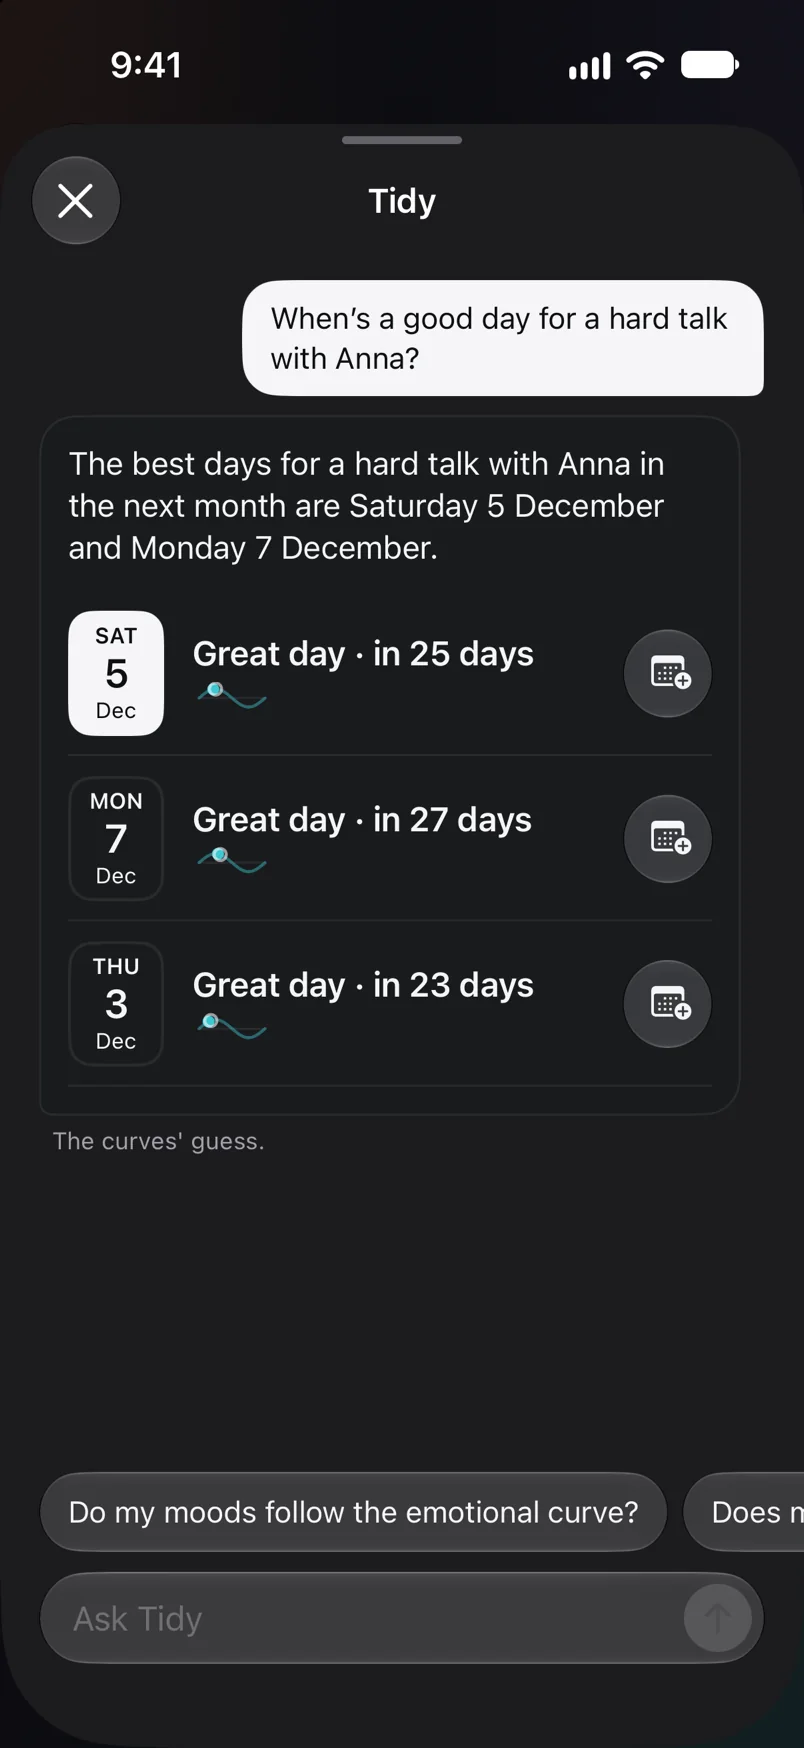 9:41
Tidy
When’s a good day for a hard talk
with Anna?
The best days for a hard talk with Anna in
the next month are Saturday 5 December
and Monday 7 December.
SAT
5
Dec
Great day · in 25 days
MON
7
Dec
Great day · in 27 days
THU
3
Dec
Great day · in 23 days
The curves' guess.
Do my moods follow the emotional curve?
Does
Ask Tidy